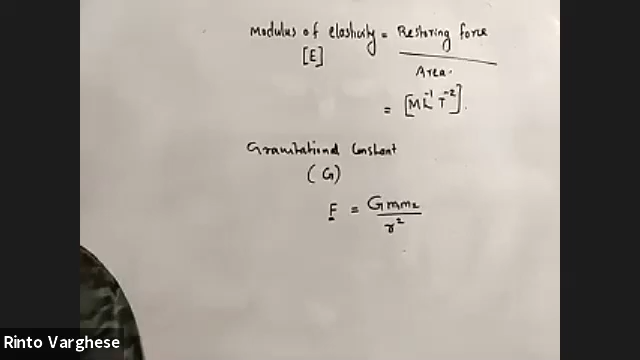 Modulus of elasticity = Restoring force
[E] Area.
= [ML⁻¹T⁻²].
Gravitational Constant
(G)
F = Gm₁m₂
r²
Rinto Varghese